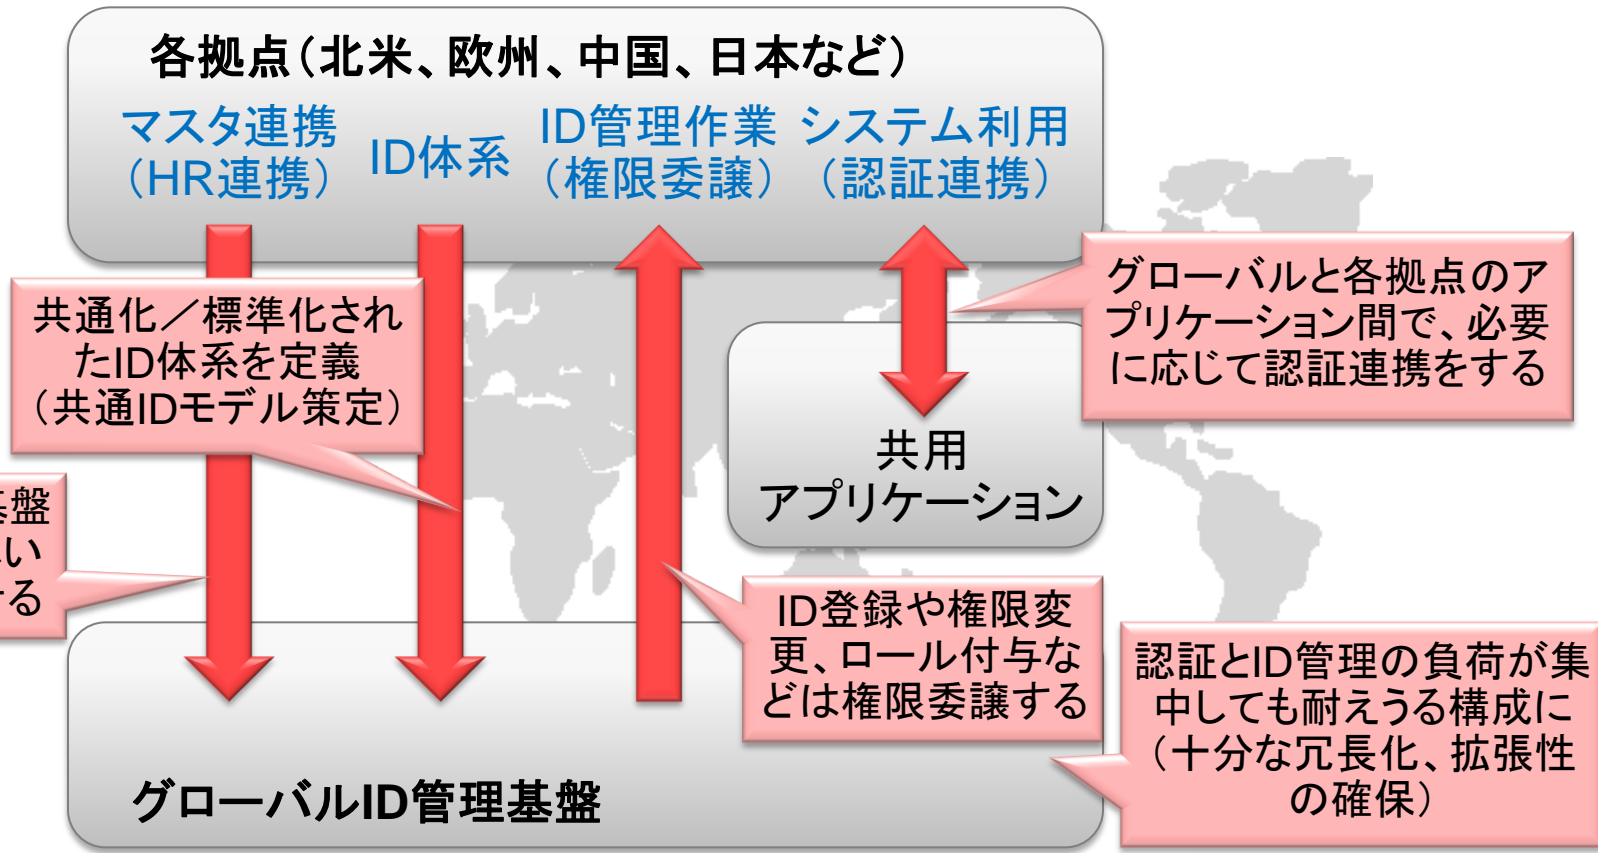 各拠点（北米、欧州、中国、日本など）
マスタ連携
（HR連携）
ID体系
ID管理作業
（権限委譲）
システム利用
（認証連携）
共通化／標準化され
たID体系を定義
（共通IDモデル策定）
グローバルと各拠点のア
プリケーション間で、必要
に応じて認証連携をする
共用
アプリケーション
基盤
い
する
ID登録や権限変
更、ロール付与な
どは権限委譲する
認証とID管理の負荷が集
中しても耐えうる構成に
（十分な冗長化、拡張性
の確保）
グローバルID管理基盤